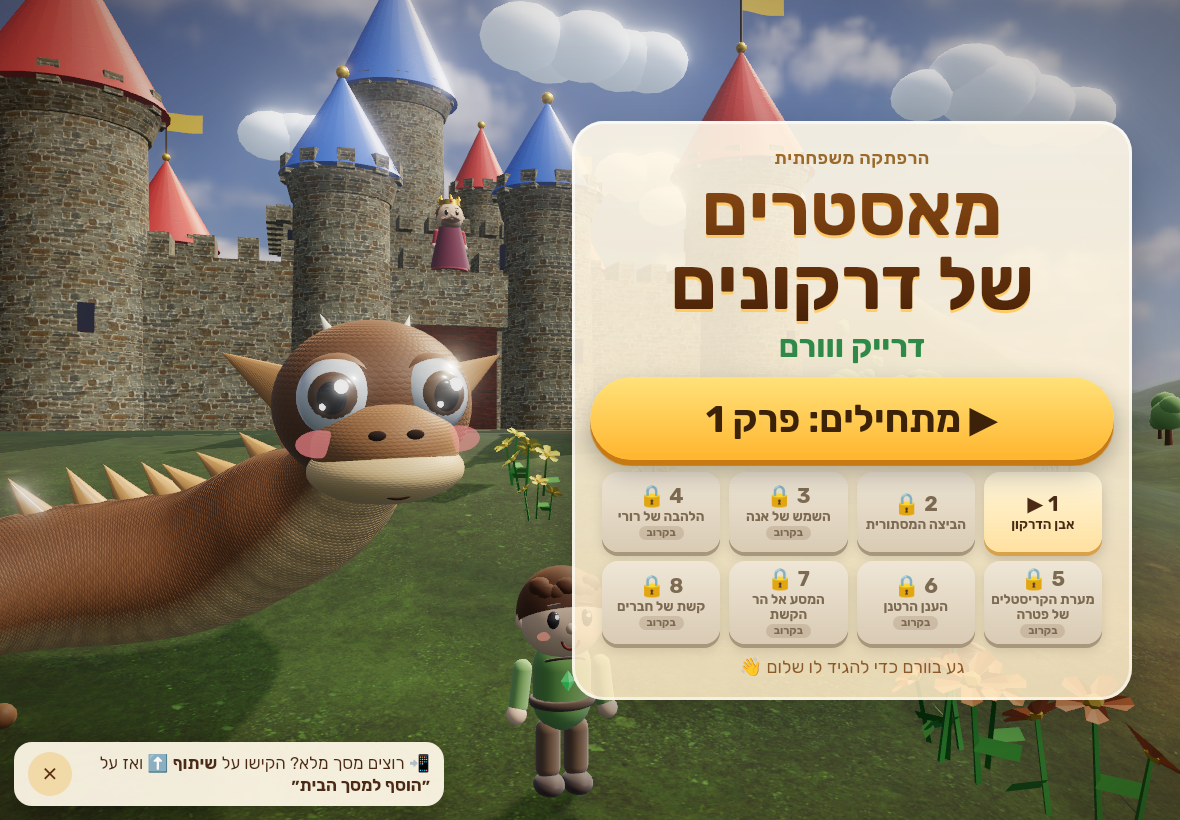 הרפתקה משפחתית
מאסטרים
של דרקונים
דרייק ווורם
▶ מתחילים: פרק 1
1 ▶
אבן הדרקון
2 🔒
הביצה המסתורית
3 🔒
השמש של אנה
בקרוב
4 🔒
הלהבה של רורי
בקרוב
5 🔒
מערת הקריסטלים
של פטרה
בקרוב
6 🔒
הענן הרטגן
בקרוב
7 🔒
המסע אל הר
הקשת
בקרוב
8 🔒
קשת של חברים
בקרוב
גע בוורם כדי להגיד לו שלום 👋
📲 רוצים מסך מלא? הקישו על שיתוף ⬆️ ואז על
״הוסף למסך הבית״
✕